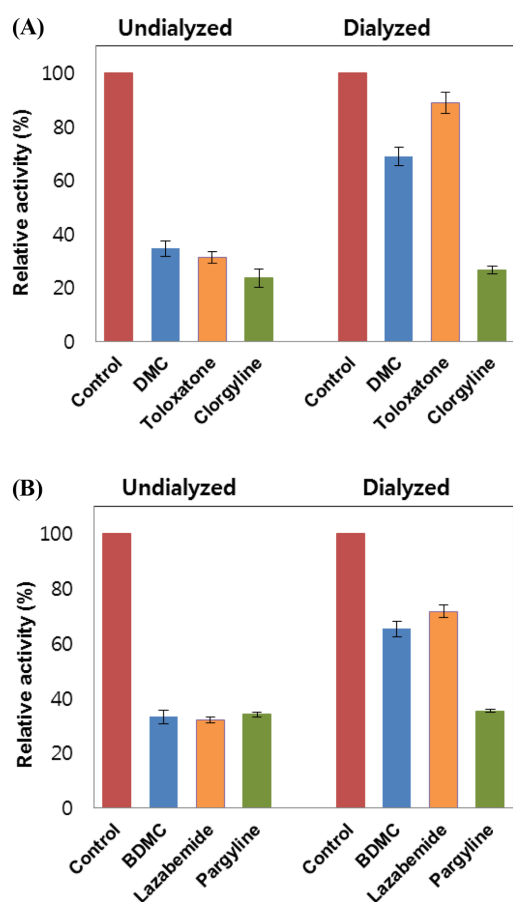 (A)
Undialyzed Dialyzed
Relative activity (%)
100
80
60
40
20
0
Control DMC Toloxatone Clorgyline Control DMC Toloxatone Clorgyline
(B)
Undialyzed Dialyzed
Relative activity (%)
100
80
60
40
20
0
Control BDMC Lazabemide Pargyline Control BDMC Lazabemide Pargyline